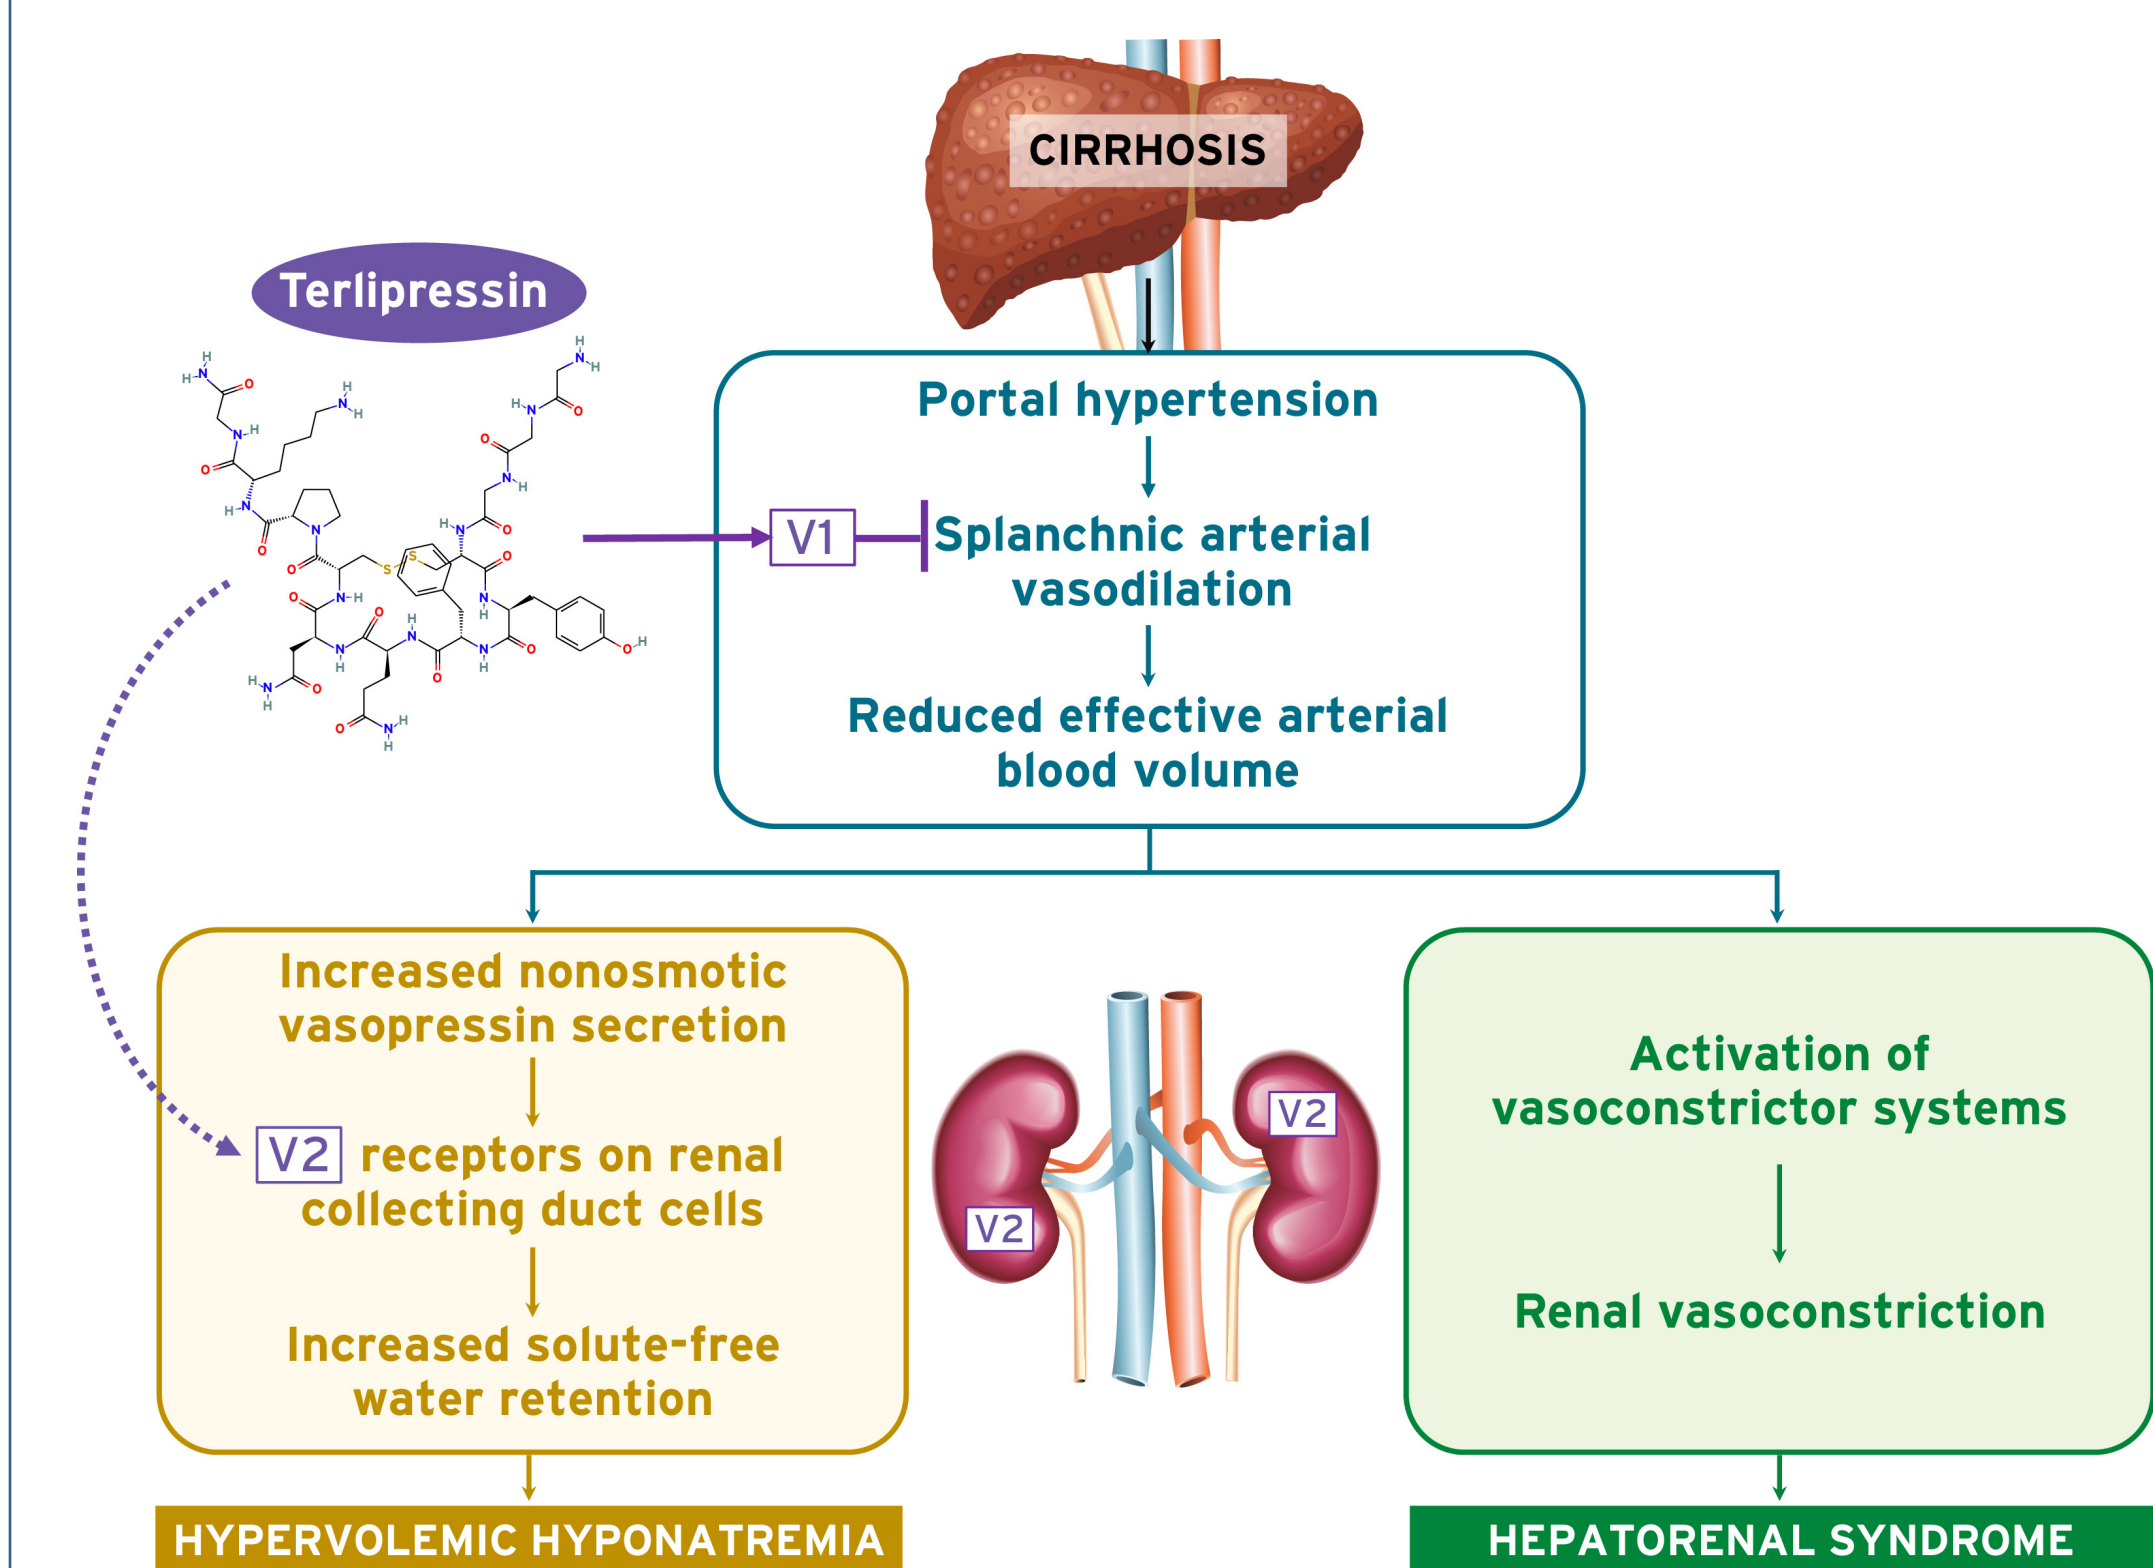 CIRRHOSIS
Terlipressin
Portal hypertension
V1
Splanchnic arterial
vasodilation
Reduced effective arterial
blood volume
Increased nonosmotic
vasopressin secretion
V2 receptors on renal
collecting duct cells
Increased solute-free
water retention
HYPERVOLEMIC HYPONATREMIA
V2
V2
Activation of
vasoconstrictor systems
Renal vasoconstriction
HEPATORENAL SYNDROME